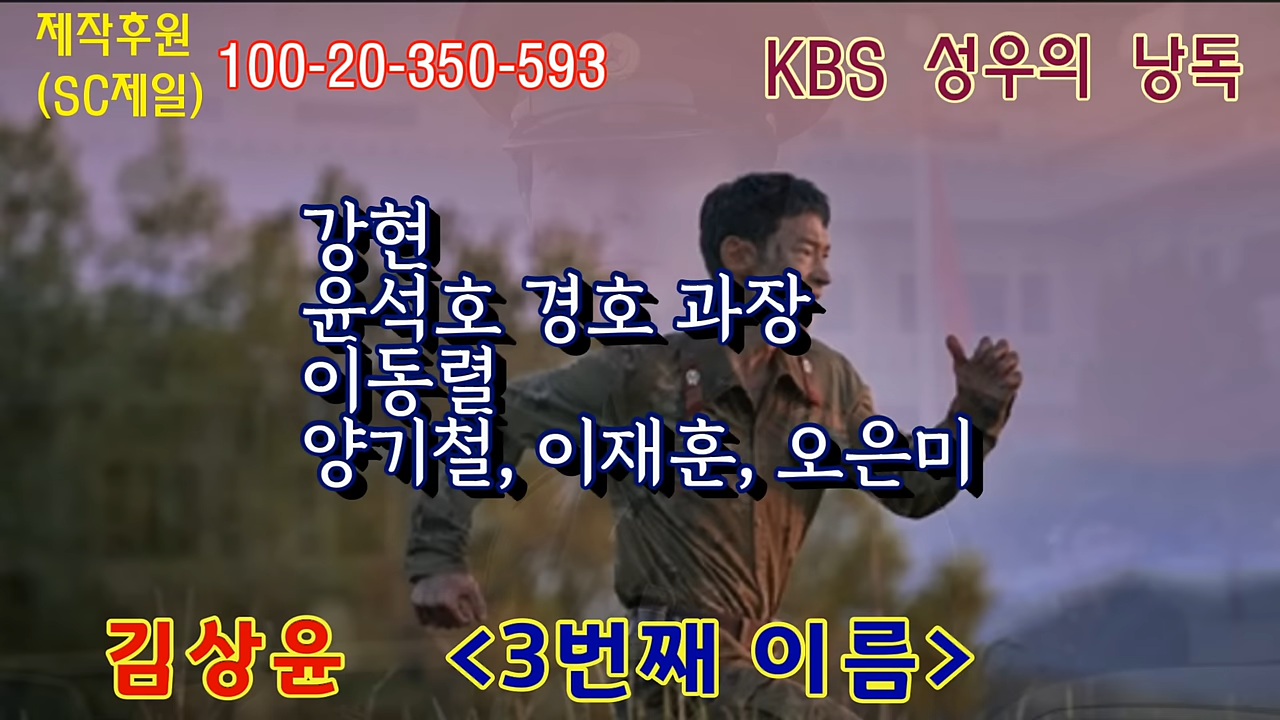 제작후원
(SC제일)
100-20-350-593
KBS 성우의 낭독
강현
윤석호 경호 과장
이동렬
양기철, 이재훈, 오은미
김상윤 <3번째 이름>